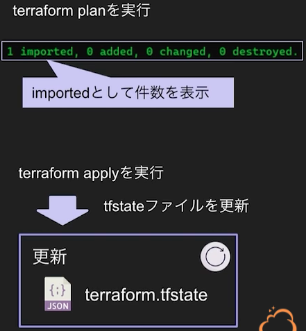 terraform planを実行
1 imported, 0 added, 0 changed, 0 destroyed.
importedとして件数を表示
terraform applyを実行
tfstateファイルを更新
更新
{;}
JSON
terraform.tfstate